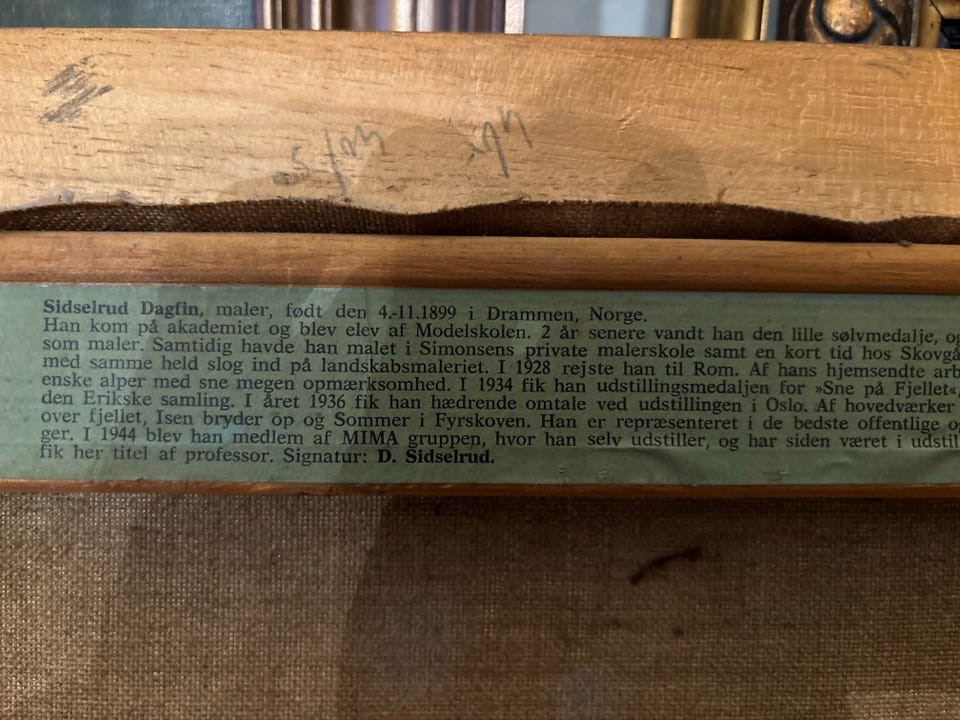 Sidselrud Dagfin, maler, født den 4.-11.1899 i Drammen, Norge.
Han kom på akademiet og blev elev af Modelskolen. 2 år senere vandt han den lille sølvmedalje, og
som maler. Samtidig havde han malet i Simonsens private malerskole samt en kort tid hos Skovgå
med samme held slog ind på landskabsmaleriet. I 1928 rejste han til Rom. Af hans hjemsendte arb
enske alper med sne megen opmærksomhed. I 1934 fik han udstillingsmedaljen for »Sne på Fjellet«,
den Erikske samling. I året 1936 fik han hædrende omtale ved udstillingen i Oslo. Af hovedværker
over fjellet, Isen bryder op og Sommer i Fyrskoven. Han er repræsenteret i de bedste offentlige o
ger. I 1944 blev han medlem af MIMA gruppen, hvor han selv udstiller, og har siden været i udstil
fik her titel af professor. Signatur: D. Sidselrud.